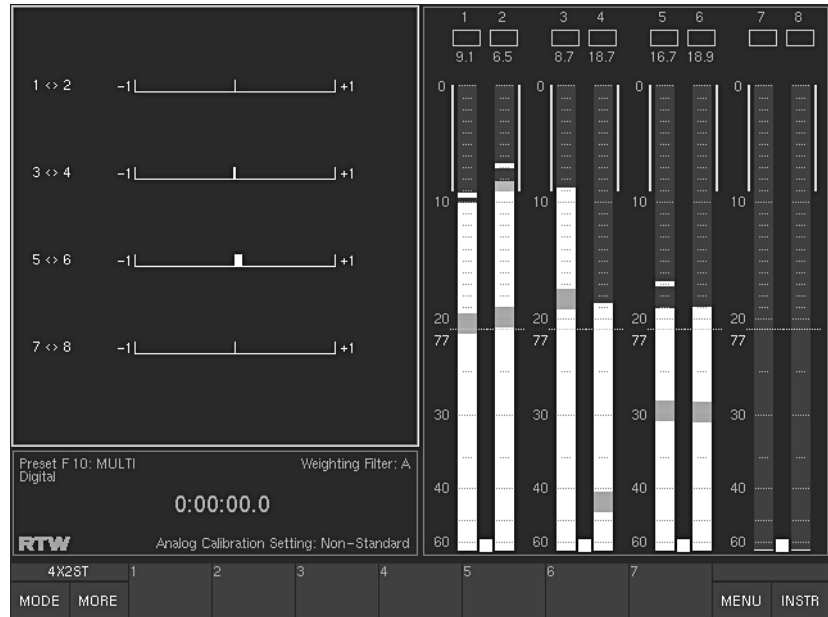 1 <> 2 -1 +1
3 <> 4 -1 +1
5 <> 6 -1 +1
7 <> 8 -1 +1
Preset F 10: MULTI Weighting Filter: A
Digital
0:00:00.0
RTW Analog Calibration Setting: Non-Standard
1 2 3 4 5 6 7 8
9.1 6.5 8.7 18.7 16.7 18.9
0 0 0 0
10 10 10 10
20 20 20 20
77 77 77 77
30 30 30 30
40 40 40 40
60 60 60 60
4X2ST 1 2 3 4 5 6 7
MODE MORE MENU INSTR